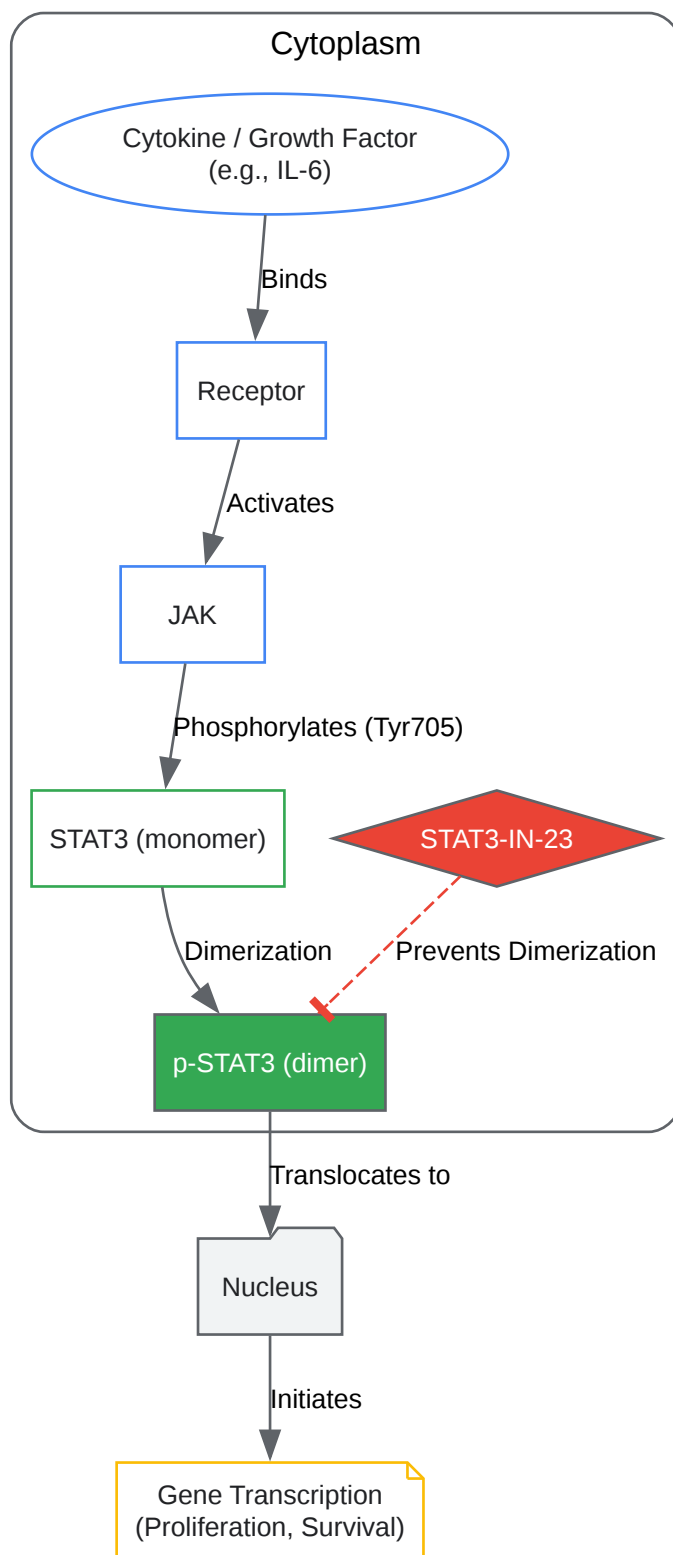 Cytoplasm
Cytokine / Growth Factor
(e.g., IL-6)
Binds
Receptor
Activates
JAK
Phosphorylates (Tyr705)
STAT3 (monomer)
STAT3-IN-23
Dimerization
Prevents Dimerization
p-STAT3 (dimer)
Translocates to
Nucleus
Initiates
Gene Transcription
(Proliferation, Survival)